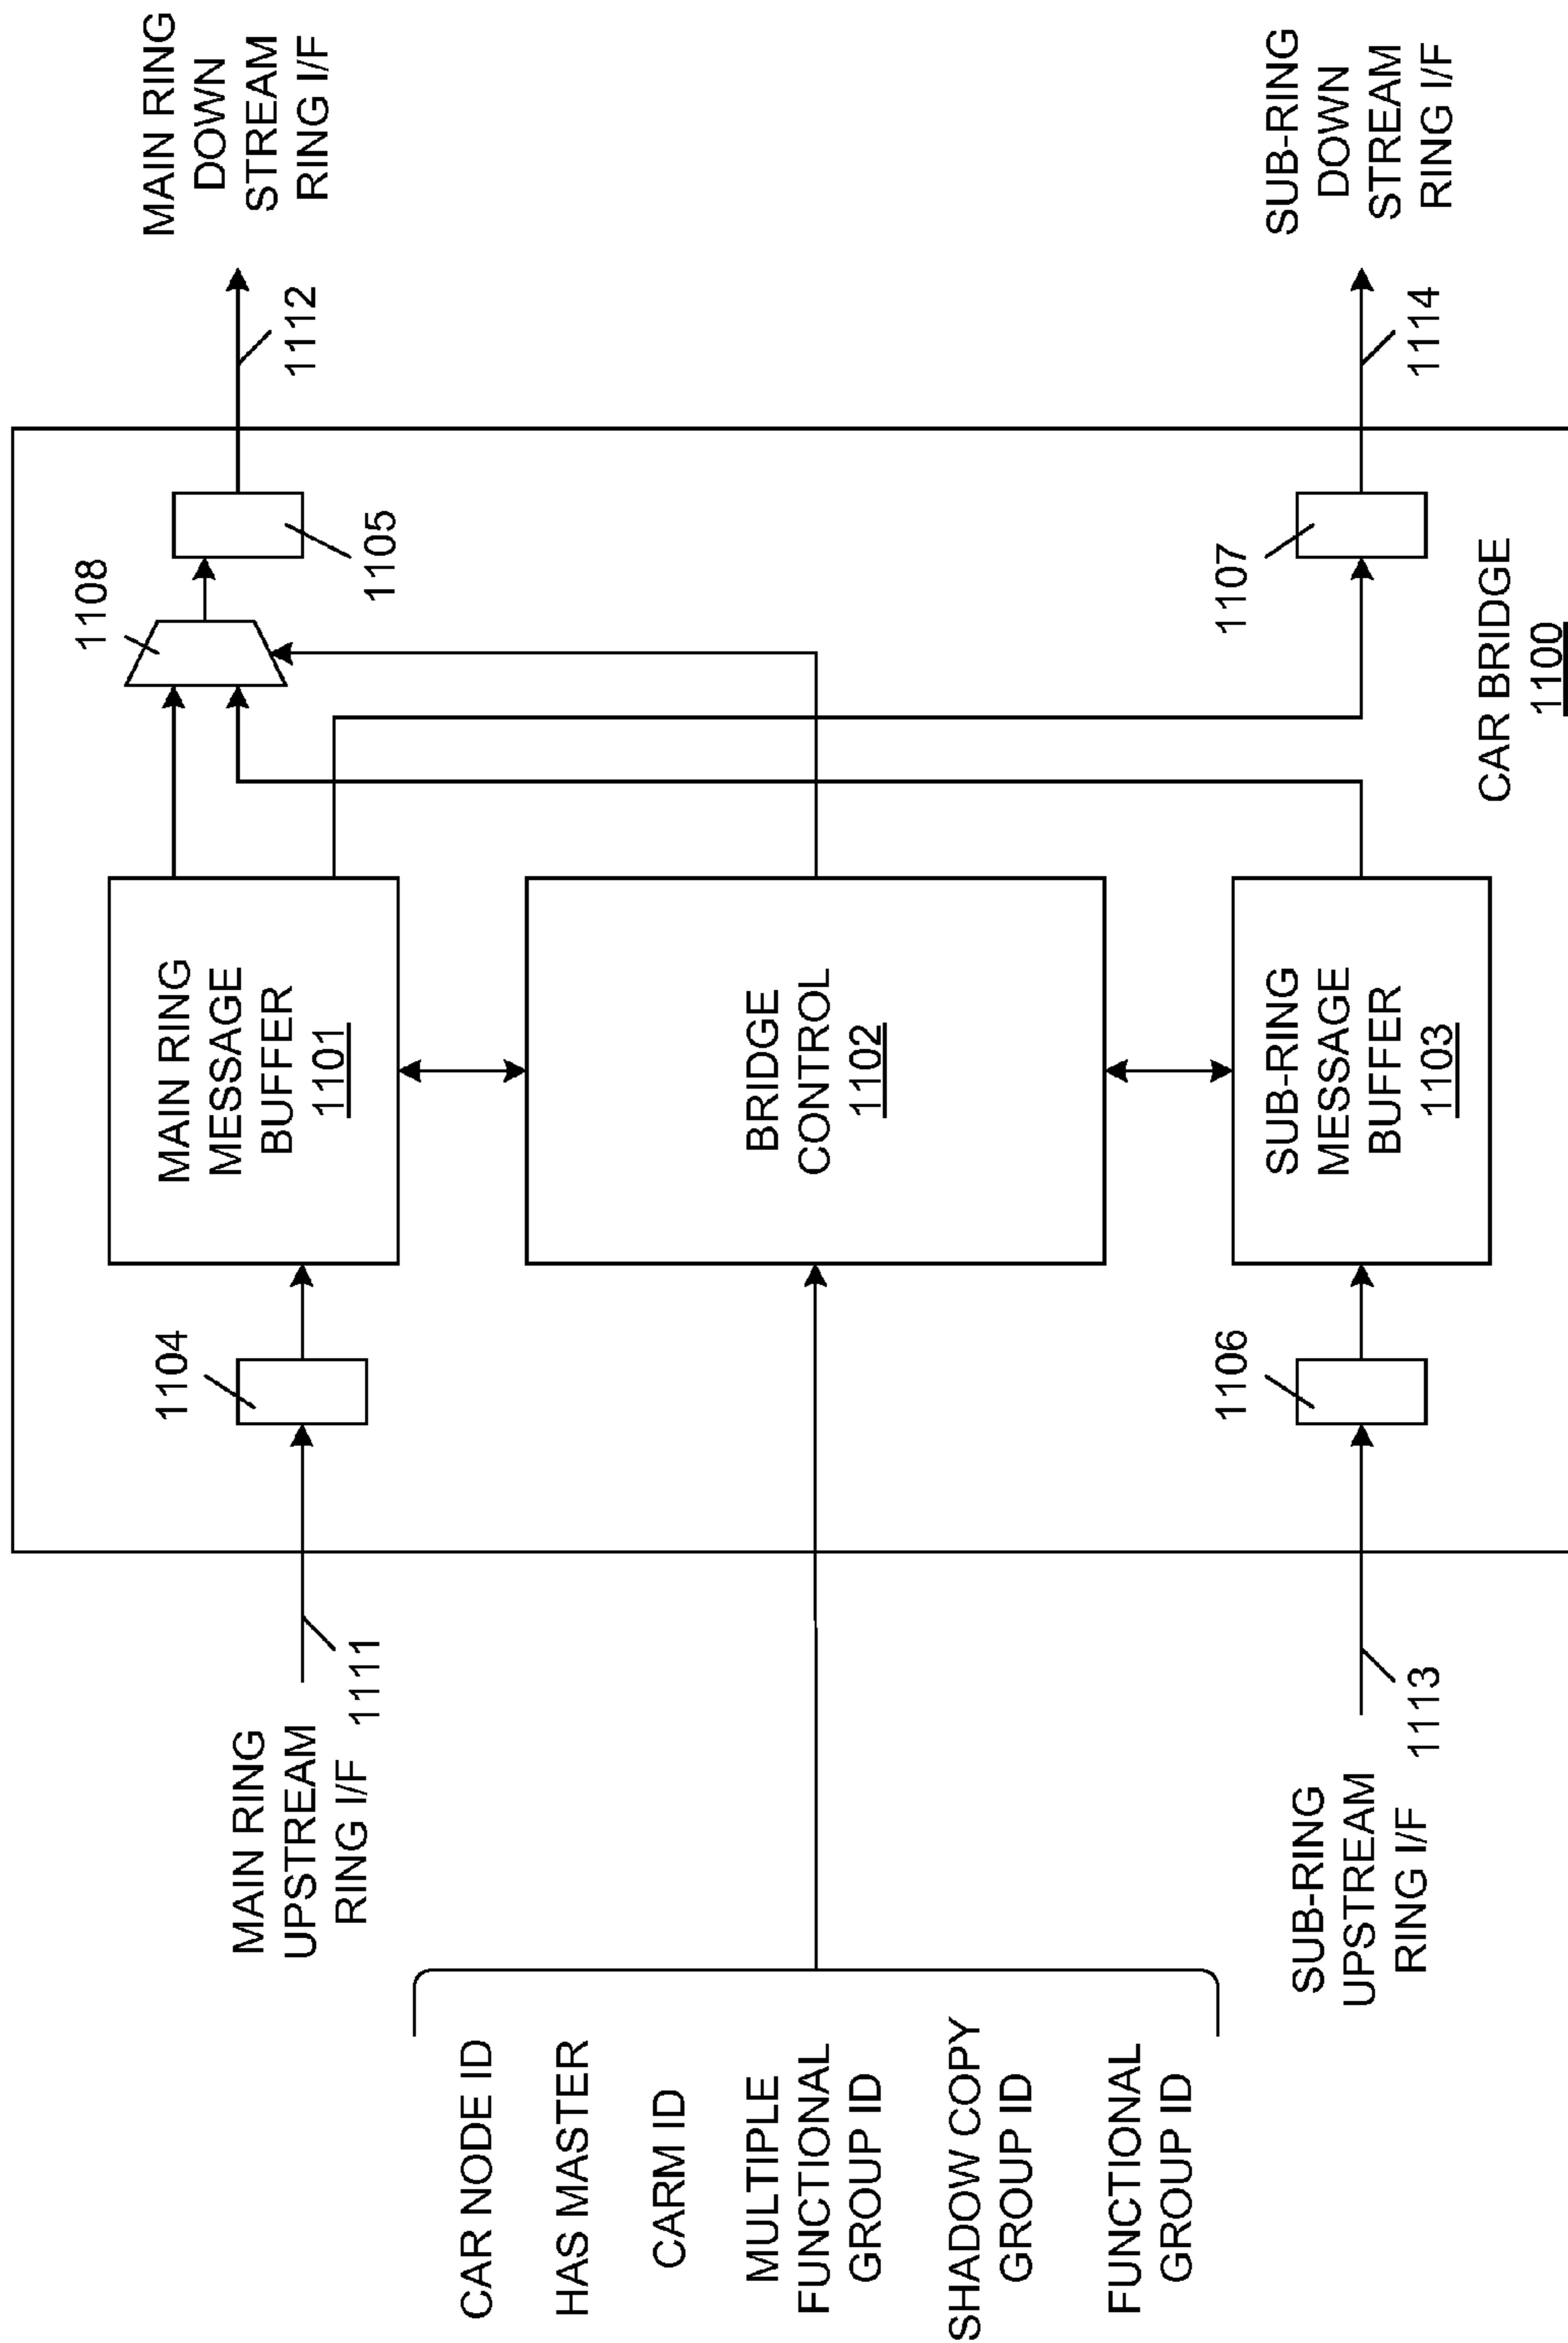 MAIN RING
UPSTREAM
RING I/F
1111
CAR NODE ID
HAS MASTER
CARM ID
MULTIPLE
FUNCTIONAL
GROUP ID
SHADOW COPY
GROUP ID
FUNCTIONAL
GROUP ID
SUB-RING
UPSTREAM
RING I/F
1113
1104
1106
MAIN RING
MESSAGE
BUFFER
1101
BRIDGE
CONTROL
1102
SUB-RING
MESSAGE
BUFFER
1103
1108
1105
1107
CAR BRIDGE
1100
1112
MAIN RING
DOWN
STREAM
RING I/F
1114
SUB-RING
DOWN
STREAM
RING I/F